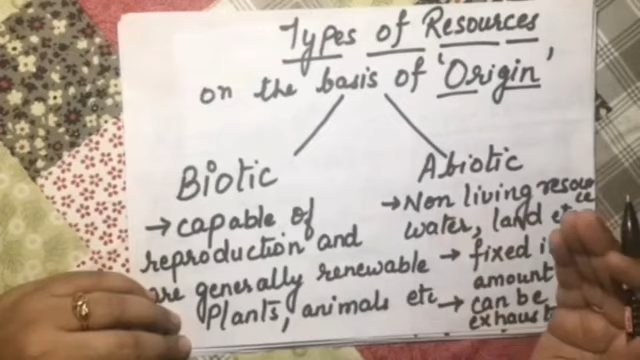 Types of Resources
on the basis of 'Origin'
Biotic
→ capable of
reproduction and
are generally renewable
Plants, animals etc
Abiotic
→ Non living
water, land etc
→ fixed
amount
→ can be